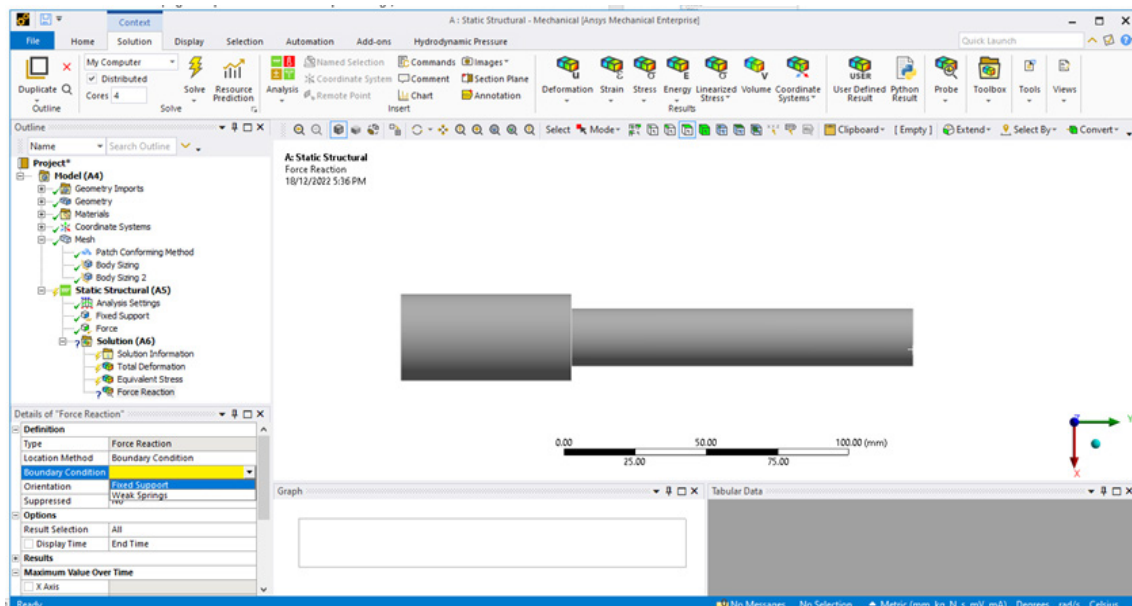 Context
A : Static Structural - Mechanical [Ansys Mechanical Enterprise]
File Home Solution Display Selection Automation Add-ons Hydrodynamic Pressure
Quick Launch
Duplicate
Outline
My Computer
Distributed
Cores 4
Solve
Resource
Prediction
Solve
Analysis
Named Selection
Coordinate System
Remote Point
Commands
Comment
Chart
Images
Section Plane
Annotation
Insert
Deformation
Strain
Stress
Energy
Linearized
Stress
Volume
Coordinate
Systems
Results
User Defined
Result
Python
Result
Probe
Toolbox
Tools
Views
Outline
Name Search Outline
Project*
Model (A4)
Geometry Imports
Geometry
Materials
Coordinate Systems
Mesh
Patch Conforming Method
Body Sizing
Body Sizing 2
Static Structural (A5)
Analysis Settings
Fixed Support
Force
Solution (A6)
Solution Information
Total Deformation
Equivalent Stress
Force Reaction
Select Mode Clipboard [ Empty ] Extend Select By Convert
A: Static Structural
Force Reaction
18/12/2022 5:36 PM
0.00 50.00 100.00 (mm)
25.00 75.00
Z
Y
X
Details of "Force Reaction"
Definition
Type Force Reaction
Location Method Boundary Condition
Boundary Condition
Orientation Fixed Support
Weak Springs
Suppressed No
Options
Result Selection All
Display Time End Time
Results
Maximum Value Over Time
X Axis
Graph
Tabular Data
Ready
No Messages No Selection Metric (mm, kg, N, s, mV, mA) Degrees rad/s Celsius